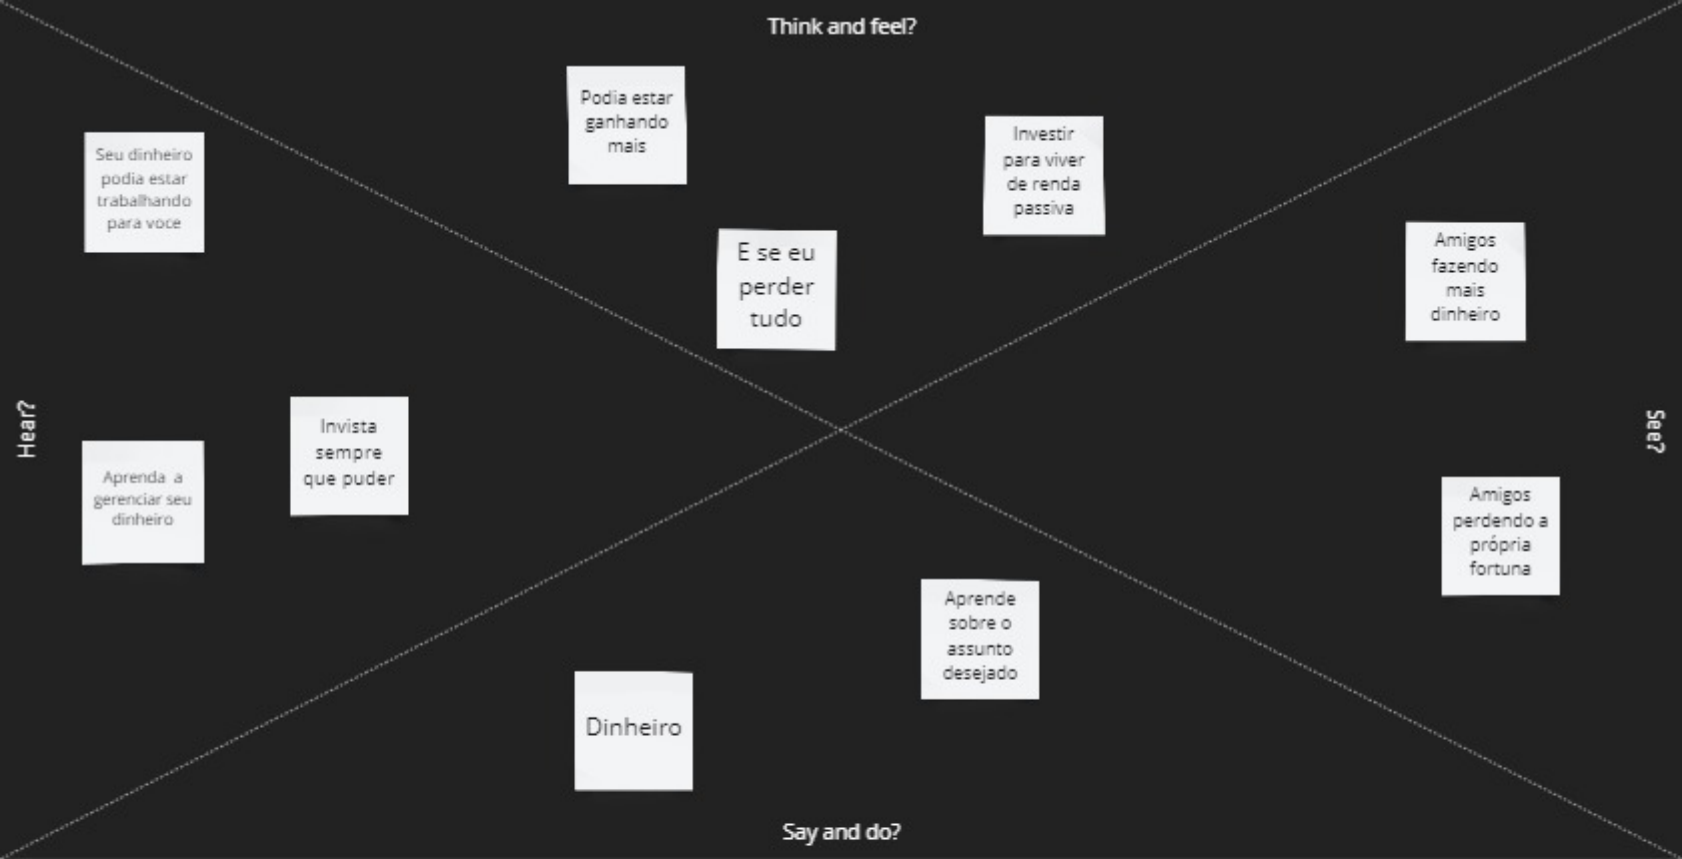 Think and feel?
Podia estar
ganhando
mais
Investir
para viver
de renda
passiva
E se eu
perder
tudo
Hear?
Seu dinheiro
podia estar
trabalhando
para voce
Invista
sempre
que puder
Aprenda a
gerenciar seu
dinheiro
See?
Amigos
fazendo
mais
dinheiro
Amigos
perdendo a
própria
fortuna
Aprende
sobre o
assunto
desejado
Dinheiro
Say and do?